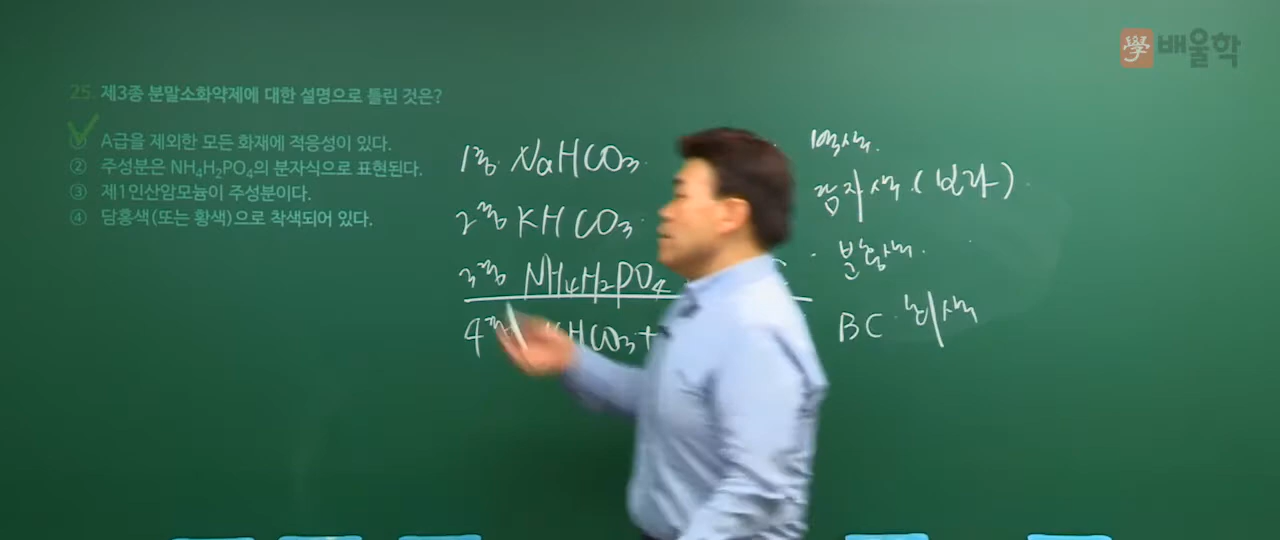 學 배울학
25. 제3종 분말소화약제에 대한 설명으로 틀린 것은?
A급을 제외한 모든 화재에 적응성이 있다.
② 주성분은 NH₄H₂PO₄의 분자식으로 표현된다.
③ 제1인산암모늄이 주성분이다.
④ 담홍색(또는 황색)으로 착색되어 있다.
1종 NaHCO₃ 백색
2종 KHCO₃ 감자색 (보라)
3종 NH₄H₂PO₄
4종 KHCO₃+ BC 회색